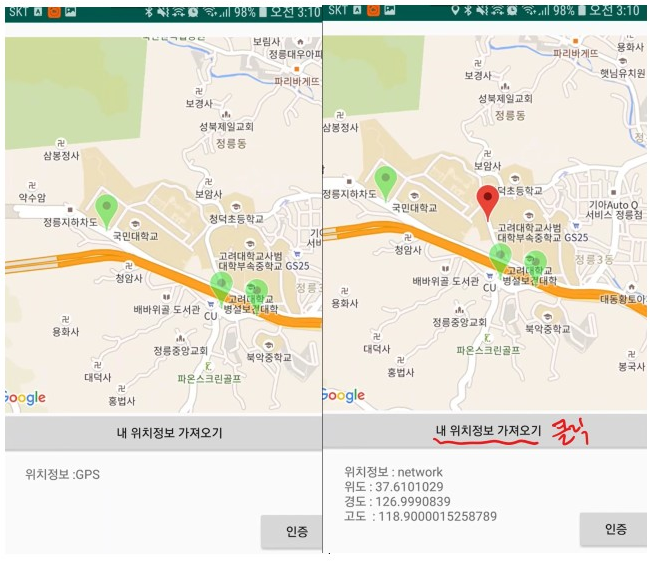 SKT
98%
오전 3:10
보림사
정릉대우아파
파리바게뜨
보경사
성북제일교회
정릉동
삼봉정사
약수암
보암사
정릉지하차도
국민대학교
청덕초등학교
고려대학교사범
대학부속중학교 GS25
청암사
정릉3
배바위골 도서관
CU
고려대학교
병설보건대학
용화사
정릉중앙교회
북악중학교
대덕사
파온스크린골프
홍법사
Google
내 위치정보 가져오기
위치정보 :GPS
인증
SKT
98%
오전 3:10
용화사
파리바게뜨
햇님유치원
보경사
성북제일교회
정릉동
삼봉정사
보암사
정릉지하차도
국민대학교
덕초등학교
기아Auto Q
서비스 정릉점
고려대학교사범
대학부속중학교 GS25
청암사
정릉3동
배바위골 도서관
CU
고려대학교
병설보건대학
대동황토아
용화사
정릉중앙교회
북악중학교
대덕사
파온스크린골프
봉국사
홍법사
Google
내 위치정보 가져오기 클릭
위치정보 : network
위도 : 37.6101029
경도 : 126.9990839
고도 : 118.9000015258789
인증